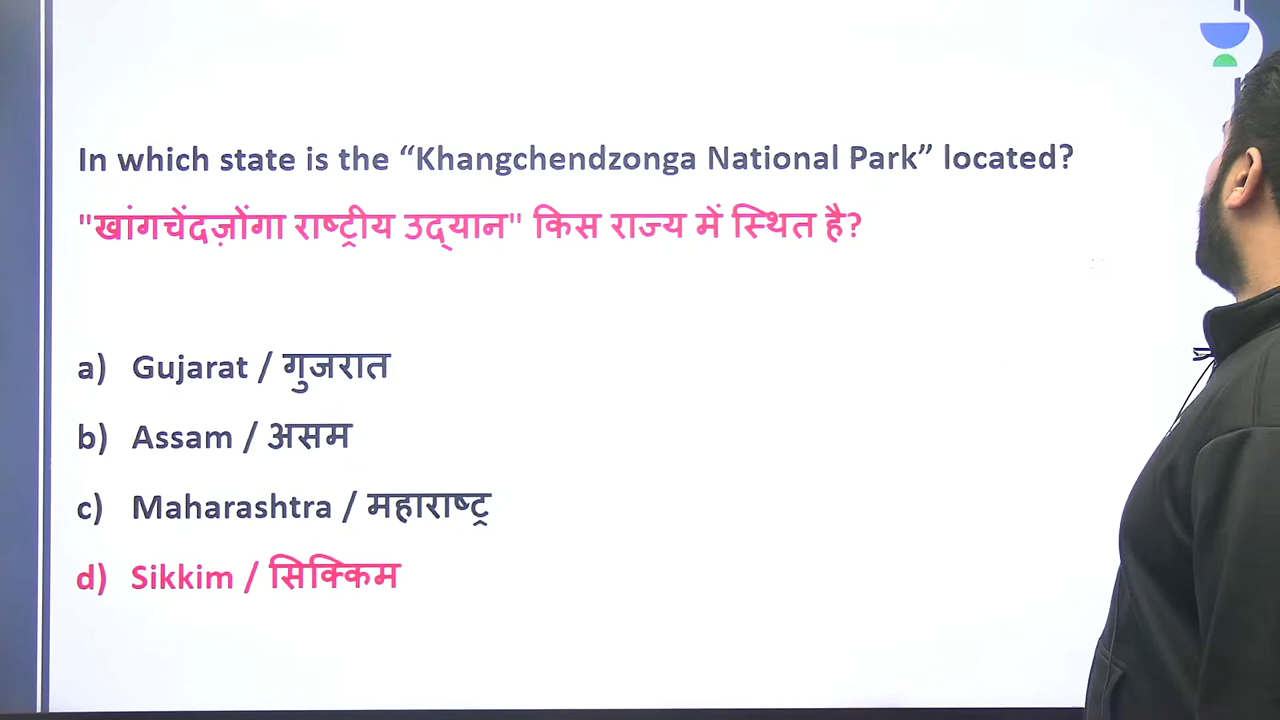 In which state is the “Khangchendzonga National Park” located?
"खांगचेंदज़ोंगा राष्ट्रीय उद्यान" किस राज्य में स्थित है?
a) Gujarat / गुजरात
b) Assam / असम
c) Maharashtra / महाराष्ट्र
d) Sikkim / सिक्किम